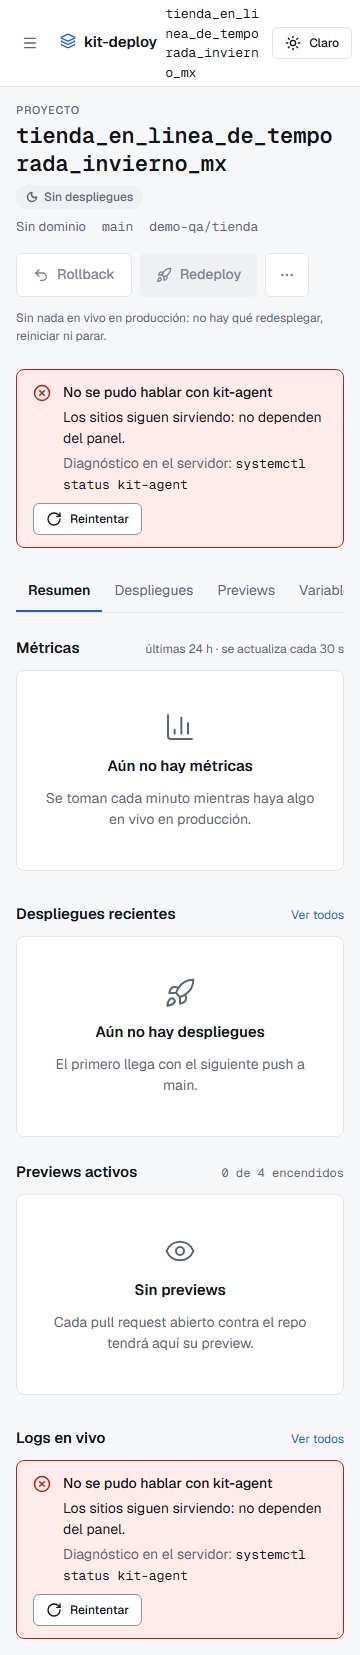 kit-deploy
tienda_en_li
nea_de_tempo
rada_inviern
o_mx
Claro
PROYECTO
tienda_en_linea_de_tempo
rada_invierno_mx
Sin despliegues
Sin dominio main demo-qa/tienda
Rollback
Redeploy
Sin nada en vivo en producción: no hay qué redesplegar,
reiniciar ni parar.
No se pudo hablar con kit-agent
Los sitios siguen sirviendo: no dependen
del panel.
Diagnóstico en el servidor: systemctl
status kit-agent
Reintentar
Resumen Despliegues Previews Variabl
Métricas
últimas 24 h · se actualiza cada 30 s
Aún no hay métricas
Se toman cada minuto mientras haya algo
en vivo en producción.
Despliegues recientes
Ver todos
Aún no hay despliegues
El primero llega con el siguiente push a
main.
Previews activos
0 de 4 encendidos
Sin previews
Cada pull request abierto contra el repo
tendrá aquí su preview.
Logs en vivo
Ver todos
No se pudo hablar con kit-agent
Los sitios siguen sirviendo: no dependen
del panel.
Diagnóstico en el servidor: systemctl
status kit-agent
Reintentar